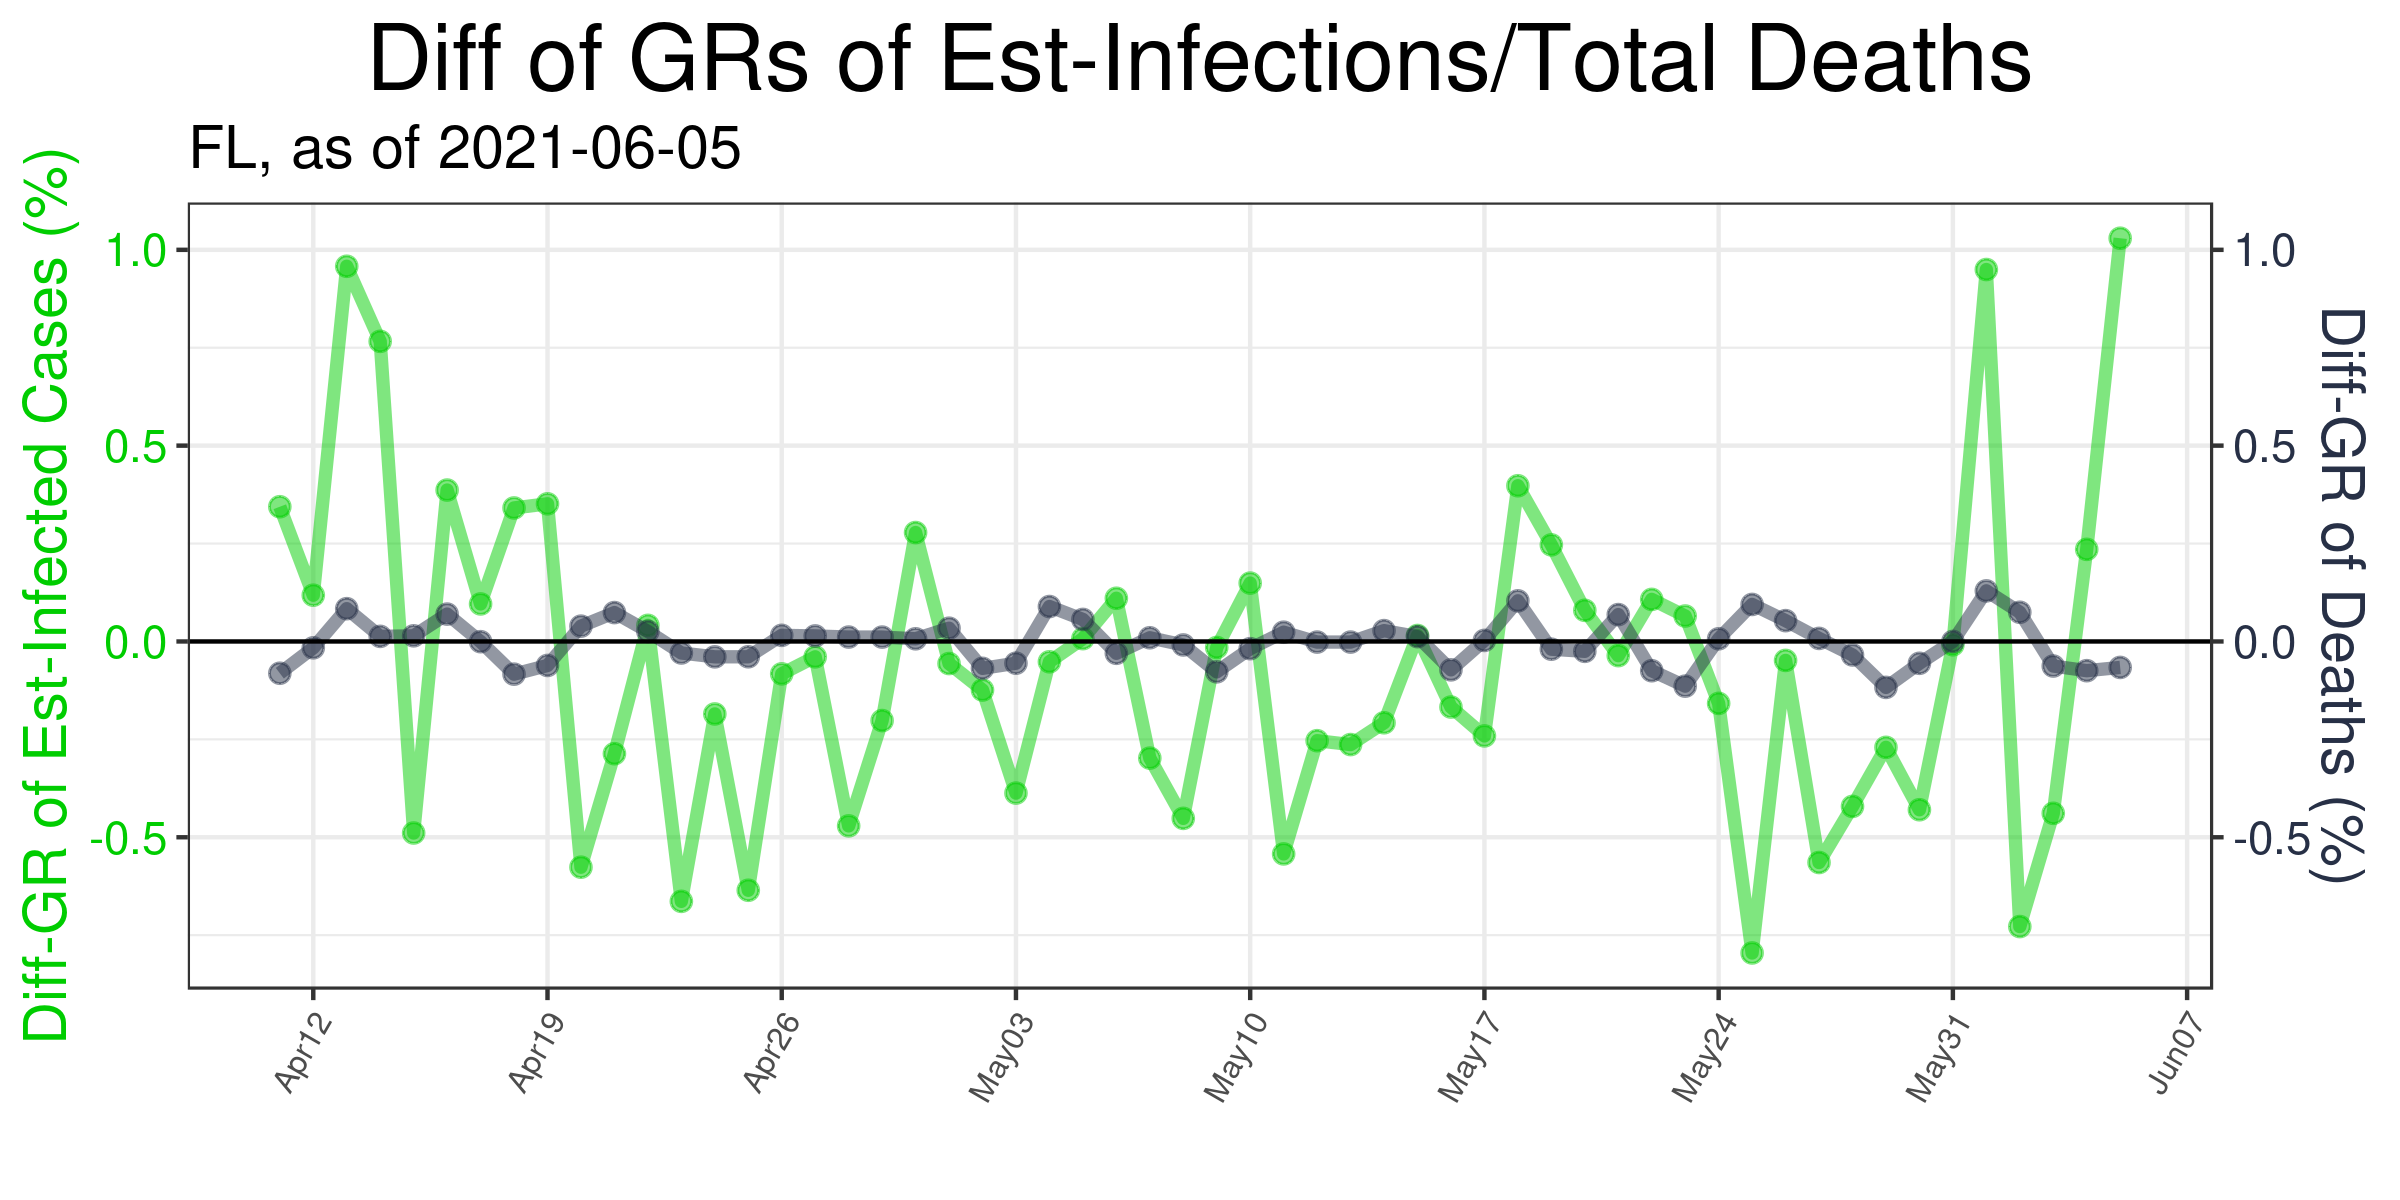 Diff of GRs of Est-Infections/Total Deaths
FL, as of 2021-06-05
Diff-GR of Est-Infected Cases (%)
1.0
0.5
0.0
-0.5
1.0
0.5
0.0
-0.5
Diff-GR of Deaths (%)
Apr12
Apr19
Apr26
May03
May10
May17
May24
May31
Jun07